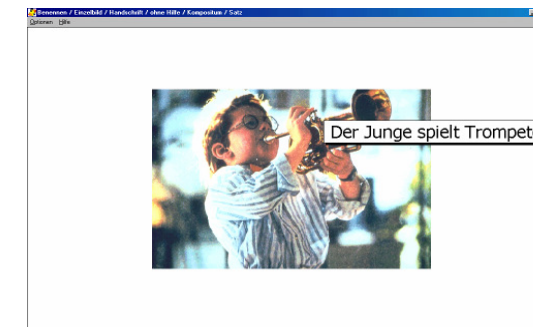 Benennen / Einzelbild / Handschrift / ohne Hilfe / Kompositum / Satz
Optionen Hilfe
Der Junge spielt Trompet